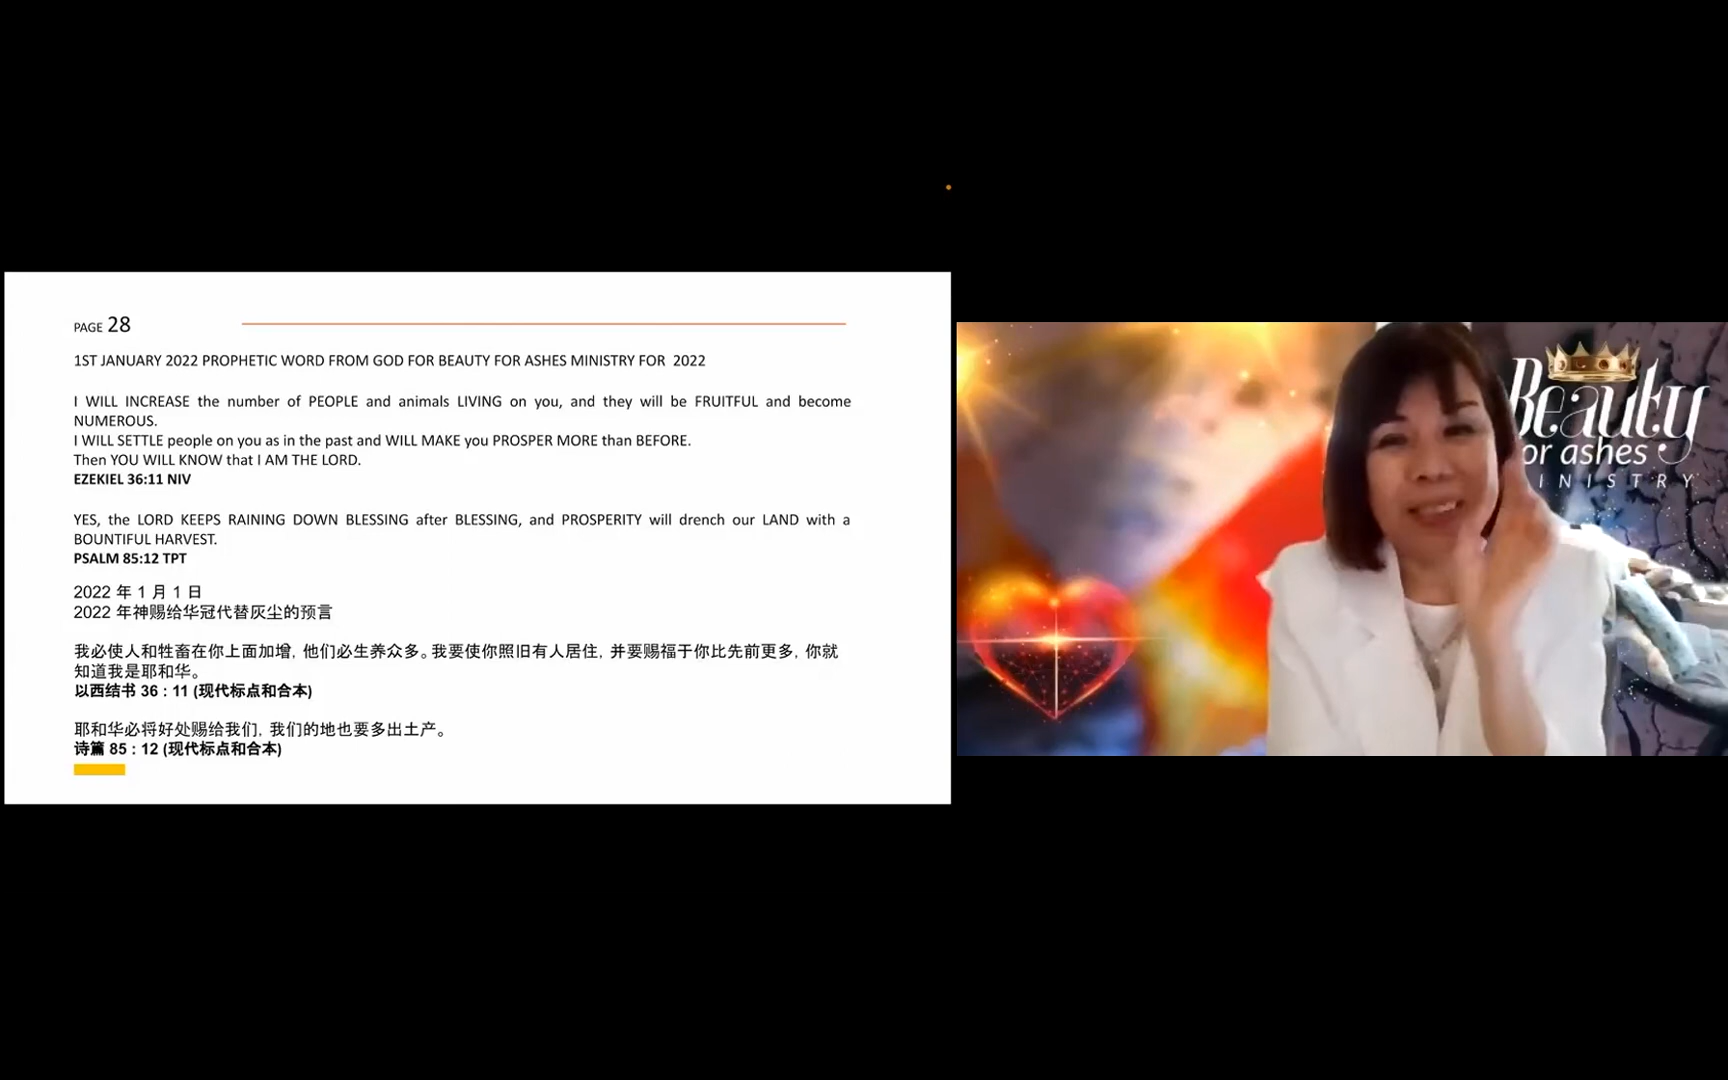 PAGE 28
1ST JANUARY 2022 PROPHETIC WORD FROM GOD FOR BEAUTY FOR ASHES MINISTRY FOR 2022
I WILL INCREASE the number of PEOPLE and animals LIVING on you, and they will be FRUITFUL and become
NUMEROUS.
I WILL SETTLE people on you as in the past and WILL MAKE you PROSPER MORE than BEFORE.
Then YOU WILL KNOW that I AM THE LORD.
EZEKIEL 36:11 NIV
YES, the LORD KEEPS RAINING DOWN BLESSING after BLESSING, and PROSPERITY will drench our LAND with a
BOUNTIFUL HARVEST.
PSALM 85:12 TPT
2022 年 1 月 1 日
2022 年神赐给华冠代替灰尘的预言
我必使人和牲畜在你上面加增，他们必生养众多。我要使你照旧有人居住，并要赐福于你比先前更多，你就
知道我是耶和华。
以西结书 36 : 11 (现代标点和合本)
耶和华必将好处赐给我们，我们的地也要多出土产。
诗篇 85 : 12 (现代标点和合本)
Beauty
or ashes
INISTRY